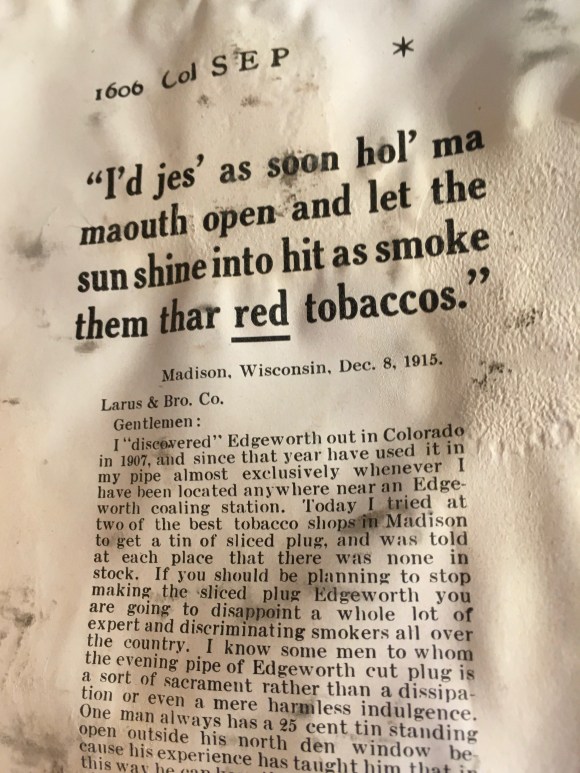 1606 Col SEP *
“I’d jes’ as soon hol’ ma
maouth open and let the
sun shine into hit as smoke
them thar red tobaccos.”
Madison, Wisconsin, Dec. 8, 1915.
Larus & Bro. Co.
Gentlemen:
I “discovered” Edgeworth out in Colorado
in 1907, and since that year have used it in
my pipe almost exclusively whenever I
have been located anywhere near an Edge-
worth coaling station. Today I tried at
two of the best tobacco shops in Madison
to get a tin of sliced plug, and was told
at each place that there was none in
stock. If you should be planning to stop
making the sliced plug Edgeworth you
are going to disappoint a whole lot of
expert and discriminating smokers all over
the country. I know some men to whom
the evening pipe of Edgeworth cut plug is
a sort of sacrament rather than a dissipa-
tion or even a mere harmless indulgence.
One man always has a 25 cent tin standing
open outside his north den window be-
cause his experience has taught him that
this way he can